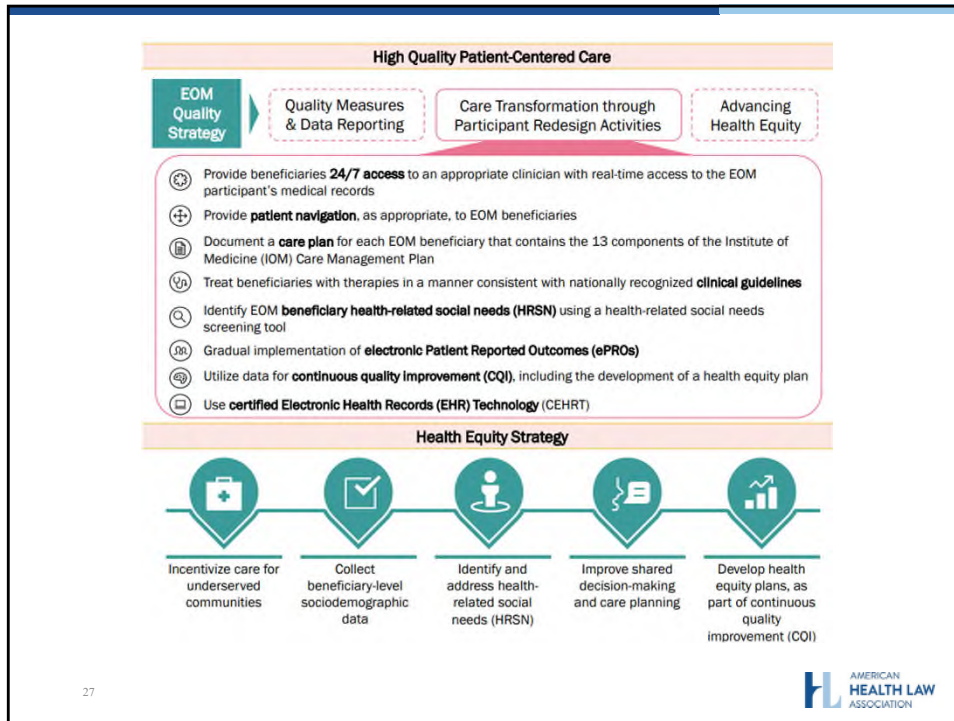 High Quality Patient-Centered Care
EOM
Quality
Strategy
Quality Measures
& Data Reporting
Care Transformation through
Participant Redesign Activities
Advancing
Health Equity
Provide beneficiaries 24/7 access to an appropriate clinician with real-time access to the EOM
participant's medical records
Provide patient navigation, as appropriate, to EOM beneficiaries
Document a care plan for each EOM beneficiary that contains the 13 components of the Institute of
Medicine (IOM) Care Management Plan
Treat beneficiaries with therapies in a manner consistent with nationally recognized clinical guidelines
Identify EOM beneficiary health-related social needs (HRSN) using a health-related social needs
screening tool
Gradual implementation of electronic Patient Reported Outcomes (ePROs)
Utilize data for continuous quality improvement (CQI), including the development of a health equity plan
Use certified Electronic Health Records (EHR) Technology (CEHRT)
Health Equity Strategy
Incentivize care for
underserved
communities
Collect
beneficiary-level
sociodemographic
data
Identify and
address health-
related social
needs (HRSN)
Improve shared
decision-making
and care planning
Develop health
equity plans, as
part of continuous
quality
improvement (CQI)
27
AMERICAN
HEALTH LAW
ASSOCIATION